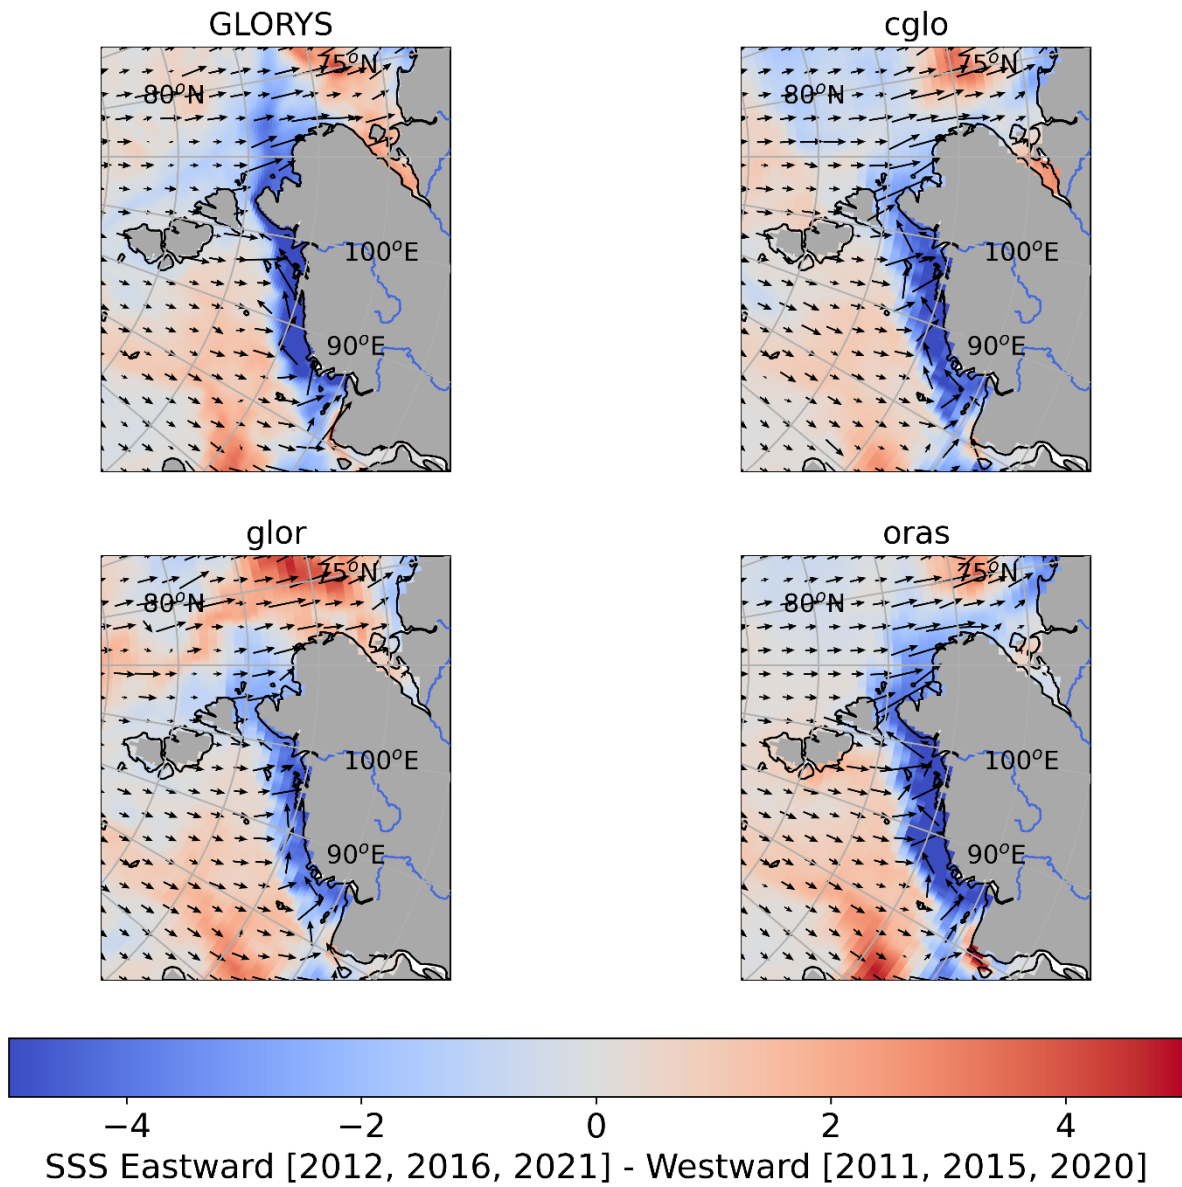 GLORYS
cglo
75°N
75°N
80°N
80°N
100°E
100°E
90°E
90°E
glor
oras
75°N
75°N
80°N
80°N
100°E
100°E
90°E
90°E
−4 −2 0 2 4
SSS Eastward [2012, 2016, 2021] - Westward [2011, 2015, 2020]